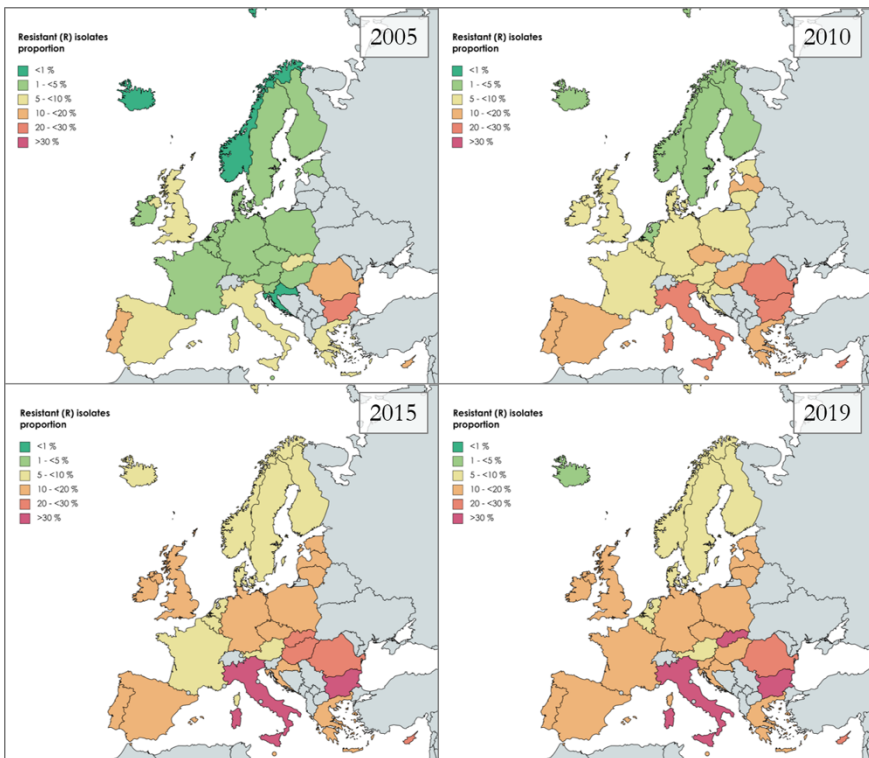 Resistant (R) isolates
proportion
2005
<1 %
1 - <5 %
5 - <10 %
10 - <20 %
20 - <30 %
>30 %
Resistant (R) isolates
proportion
2010
<1 %
1 - <5 %
5 - <10 %
10 - <20 %
20 - <30 %
>30 %
Resistant (R) isolates
proportion
2015
<1 %
1 - <5 %
5 - <10 %
10 - <20 %
20 - <30 %
>30 %
Resistant (R) isolates
proportion
2019
<1 %
1 - <5 %
5 - <10 %
10 - <20 %
20 - <30 %
>30 %